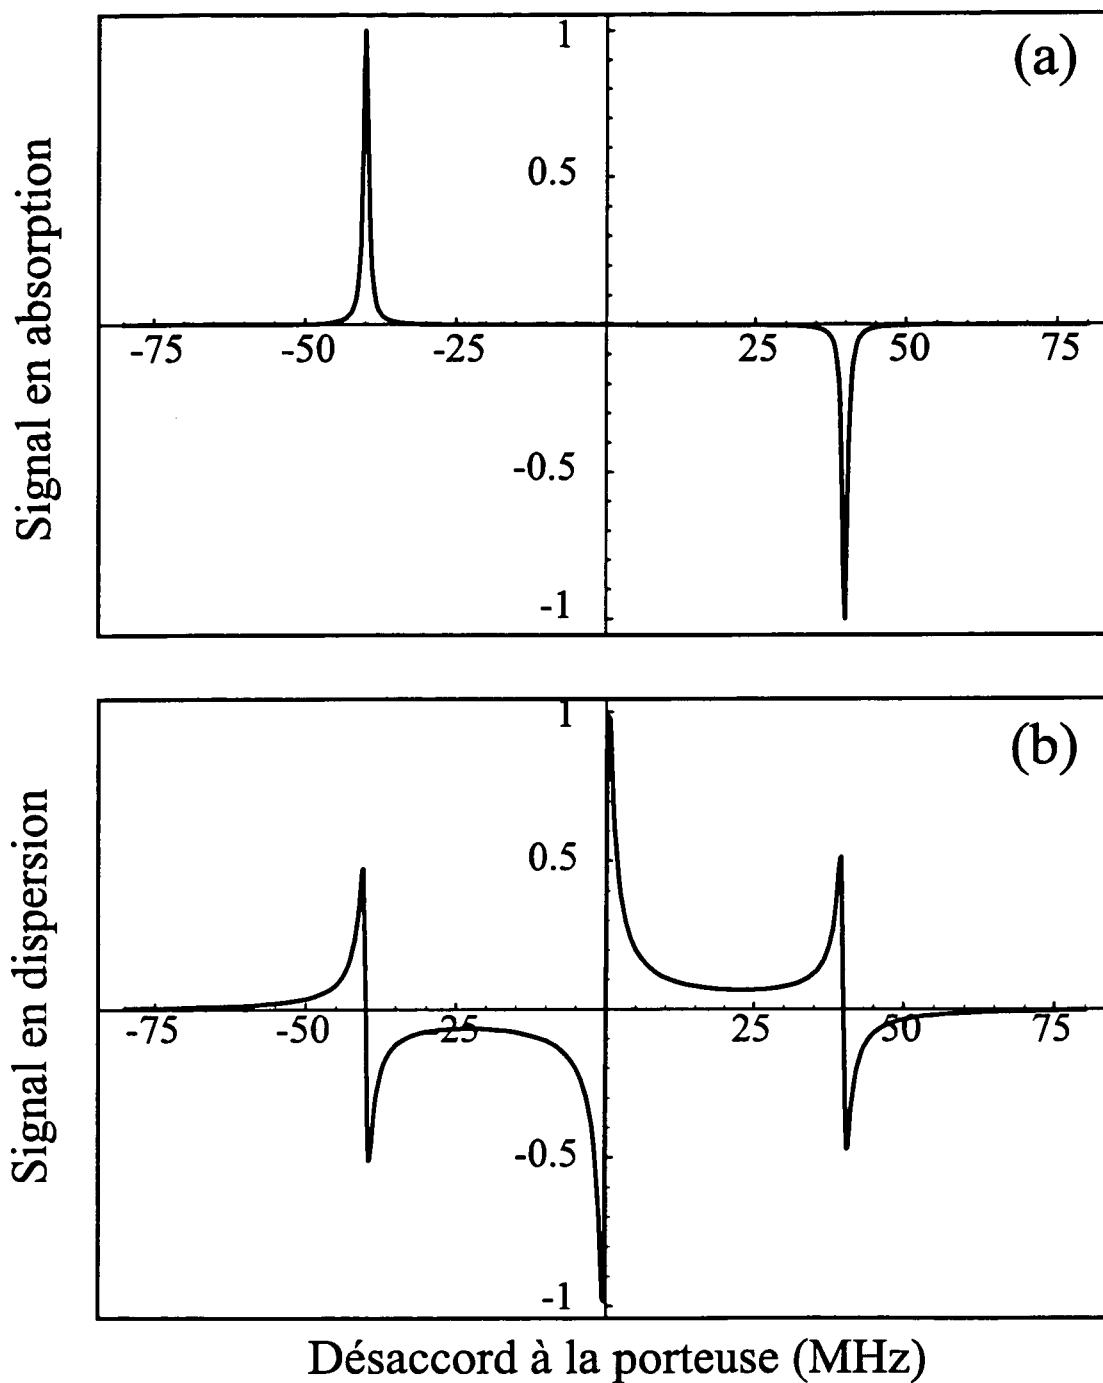 Signal en absorption
(a)
1
0.5
-75 -50 -25 25 50 75
-0.5
-1
Signal en dispersion
(b)
1
0.5
-75 -50 -25 25 50 75
-0.5
-1
Désaccord à la porteuse (MHz)